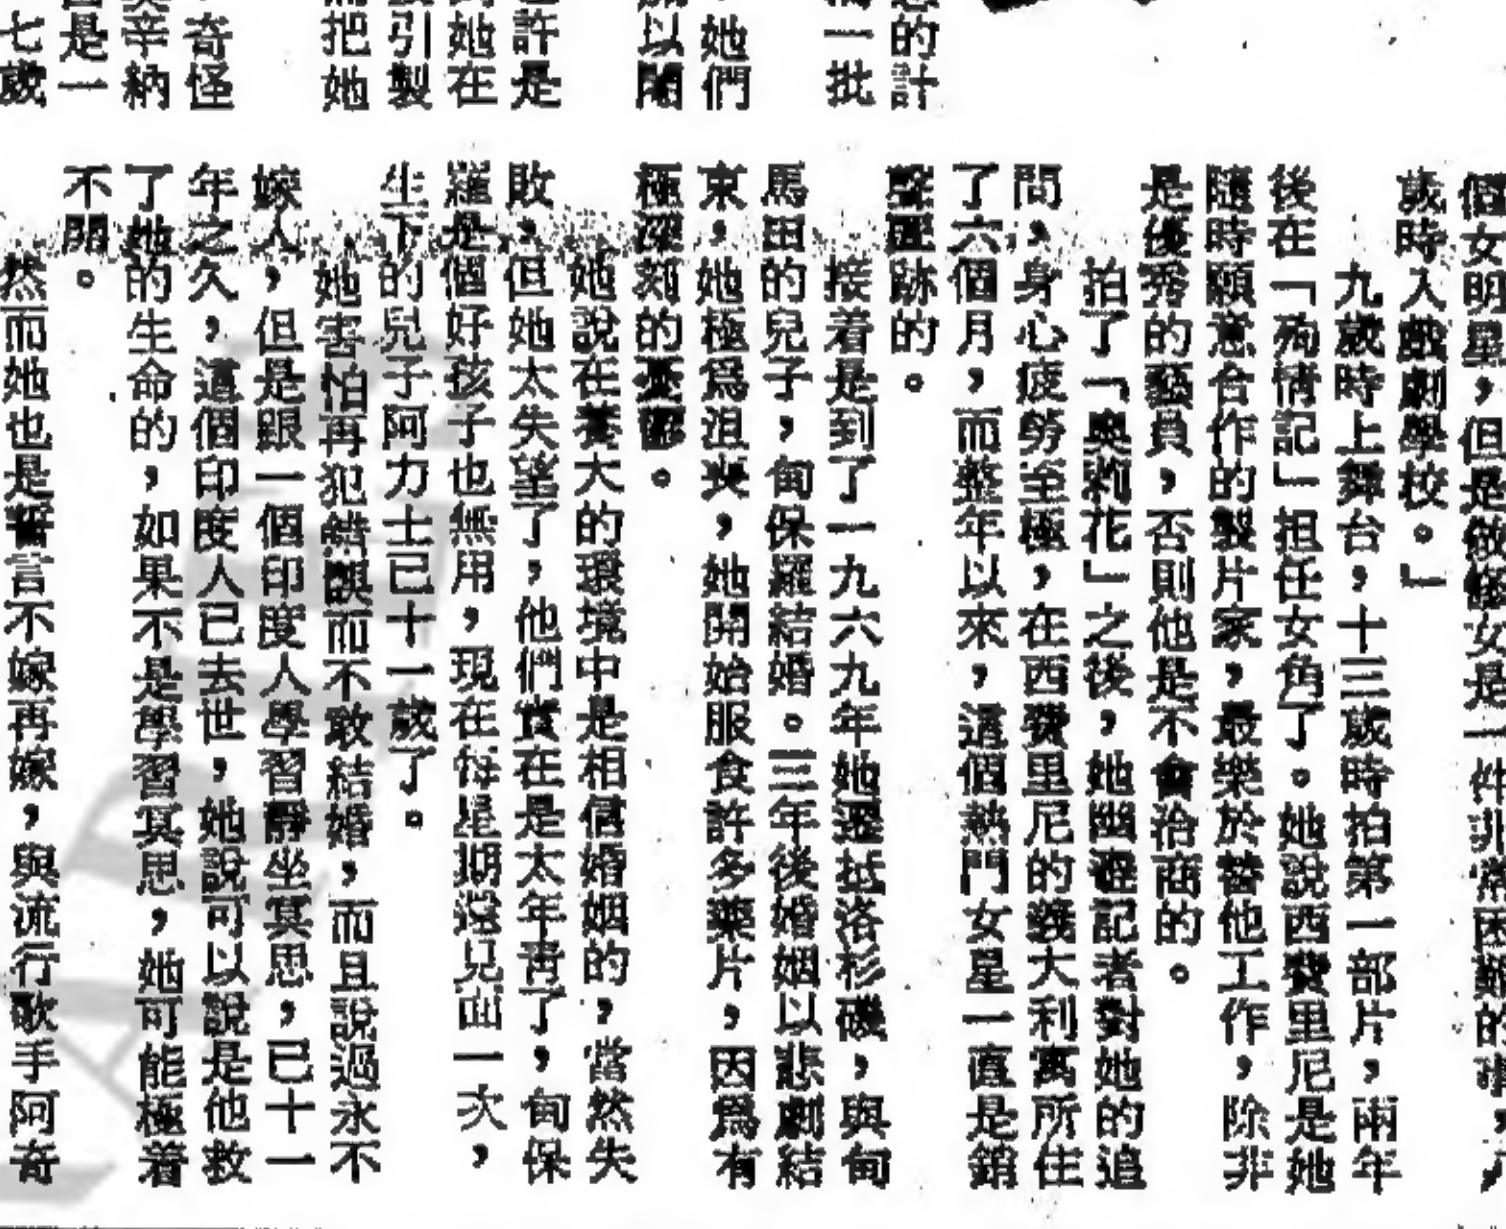 意的計
一批
她們
以鬧
也許是
她在
引製
而把她
奇怪
辛納
是一
七歲
個女明星，但是做個女是一件非常困難的事，
歲時入戲劇學校。」
九歲時上舞台，十三歲時拍第一部片，兩年
後在「殉情記」担任女角了。她說西費里尼是她
隨時願意合作的製片家，最樂於替他工作，除非
是優秀的藝員，否則他是不會洽商的。
拍了「奥剎花」之後，她幽禋記者對她的追
問，身心疲勞至極，在西費里尼的義大利寓所住
了六個月，而整年以來，這個熱門女星一直是銷
聲匿跡的。
接着是到了一九六九年她遷抵洛杉磯，與甸
馬田的兒子，甸保羅結婚。三年後婚姻以悲劇結
束，她極爲沮喪，她開始服食許多藥片，因爲有
極深刻的憂鬱。
她說在養大的環境中是相信婚姻的，當然失
敗，但她太失望了，他們實在是太年青了，甸保
羅是個好孩子也無用，現在每星期還見面一次，
生下的兒子阿力士已十一歲了。
她害怕再犯錯誤而不敢結婚，而且說過永不
嫁人，但是跟一個印度人學習靜坐冥思，已十一
年之久，這個印度人已去世，她說可以說是他救
了她的生命的，如果不是學習冥思，她可能極着
不開。
然而她也是誓言不嫁再嫁，與流行歌手阿奇